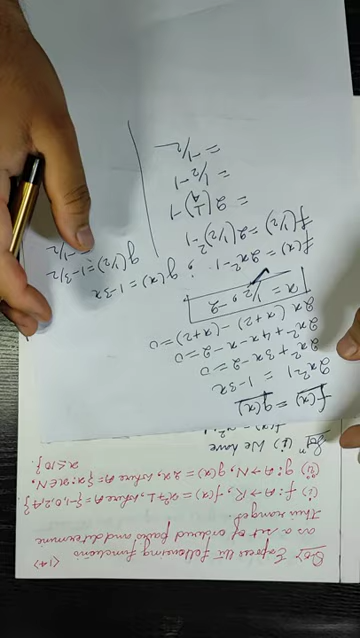 (14)
Q07 Express the following functions
as a set of ordered pairs and determine
their ranges.
(i) f: A→R, f(x) = x²+1, where A={-1,0,2,4}
(ii) g: A→N, g(x) = 2x, where A={x:x∈N,
x≤10}.
Solⁿ (i) We have
f(x) = g(x)
2x²-1 = 1-3x
2x²+3x-2=0
2x²+4x-x-2=0
2x(x+2)-(x+2)=0
x = 1/2, -2
f(x) = 2x²-1, g(x) = 1-3x
f(1/2) = 2(1/2)²-1
g(1/2) = 1-3/2
= 2(1/4)-1
= -1/2
= 1/2-1
= -1/2